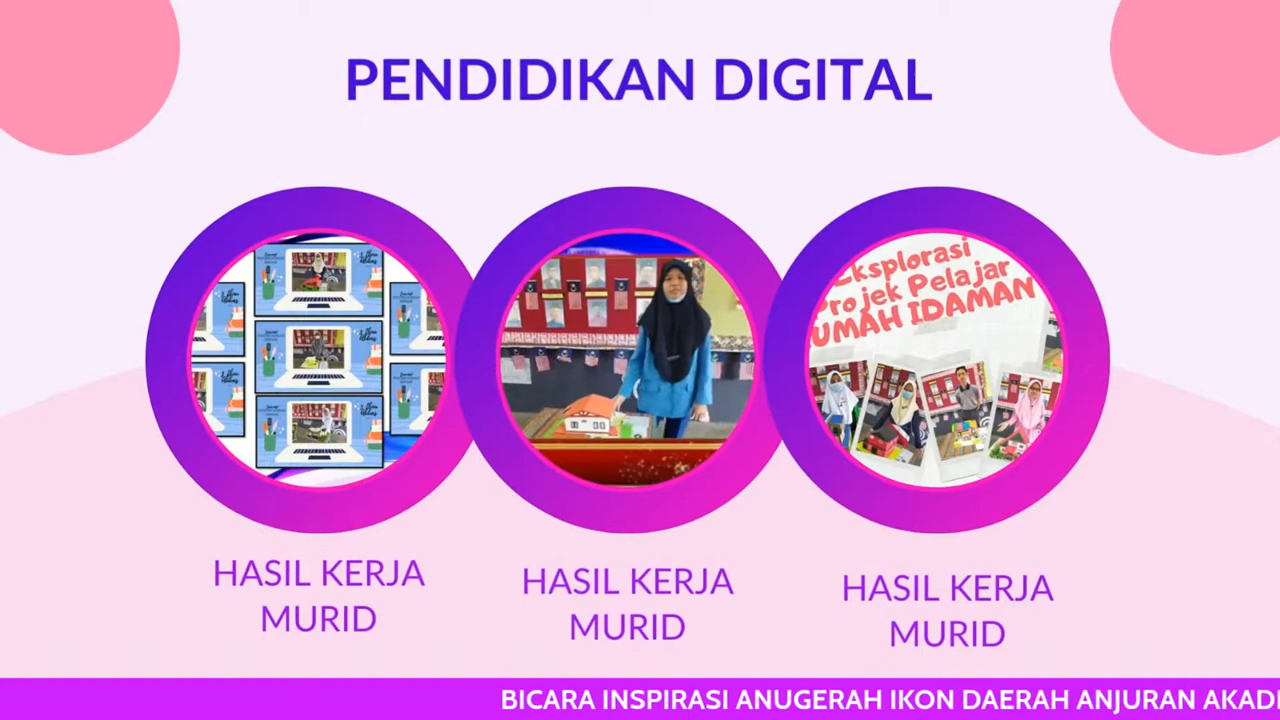 PENDIDIKAN DIGITAL
Eksplorasi
Projek Pelajar
UMAH IDAMAN
HASIL KERJA
MURID
HASIL KERJA
MURID
HASIL KERJA
MURID
BICARA INSPIRASI ANUGERAH IKON DAERAH ANJURAN AKADE